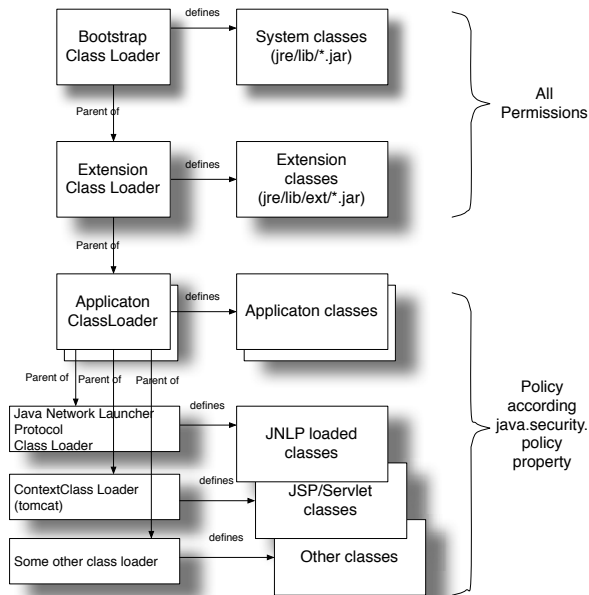 defines
Bootstrap
Class Loader
System classes
(jre/lib/*.jar)
All
Permissions
Parent of
defines
Extension
Class Loader
Extension
classes
(jre/lib/ext/*.jar)
Parent of
defines
Applicaton
ClassLoader
Applicaton classes
Parent of
Parent of
Parent of
Policy
according
java.security.
policy
property
defines
Java Network Launcher
Protocol
Class Loader
JNLP loaded
classes
defines
ContextClass Loader
(tomcat)
JSP/Servlet
classes
defines
Some other class loader
Other classes